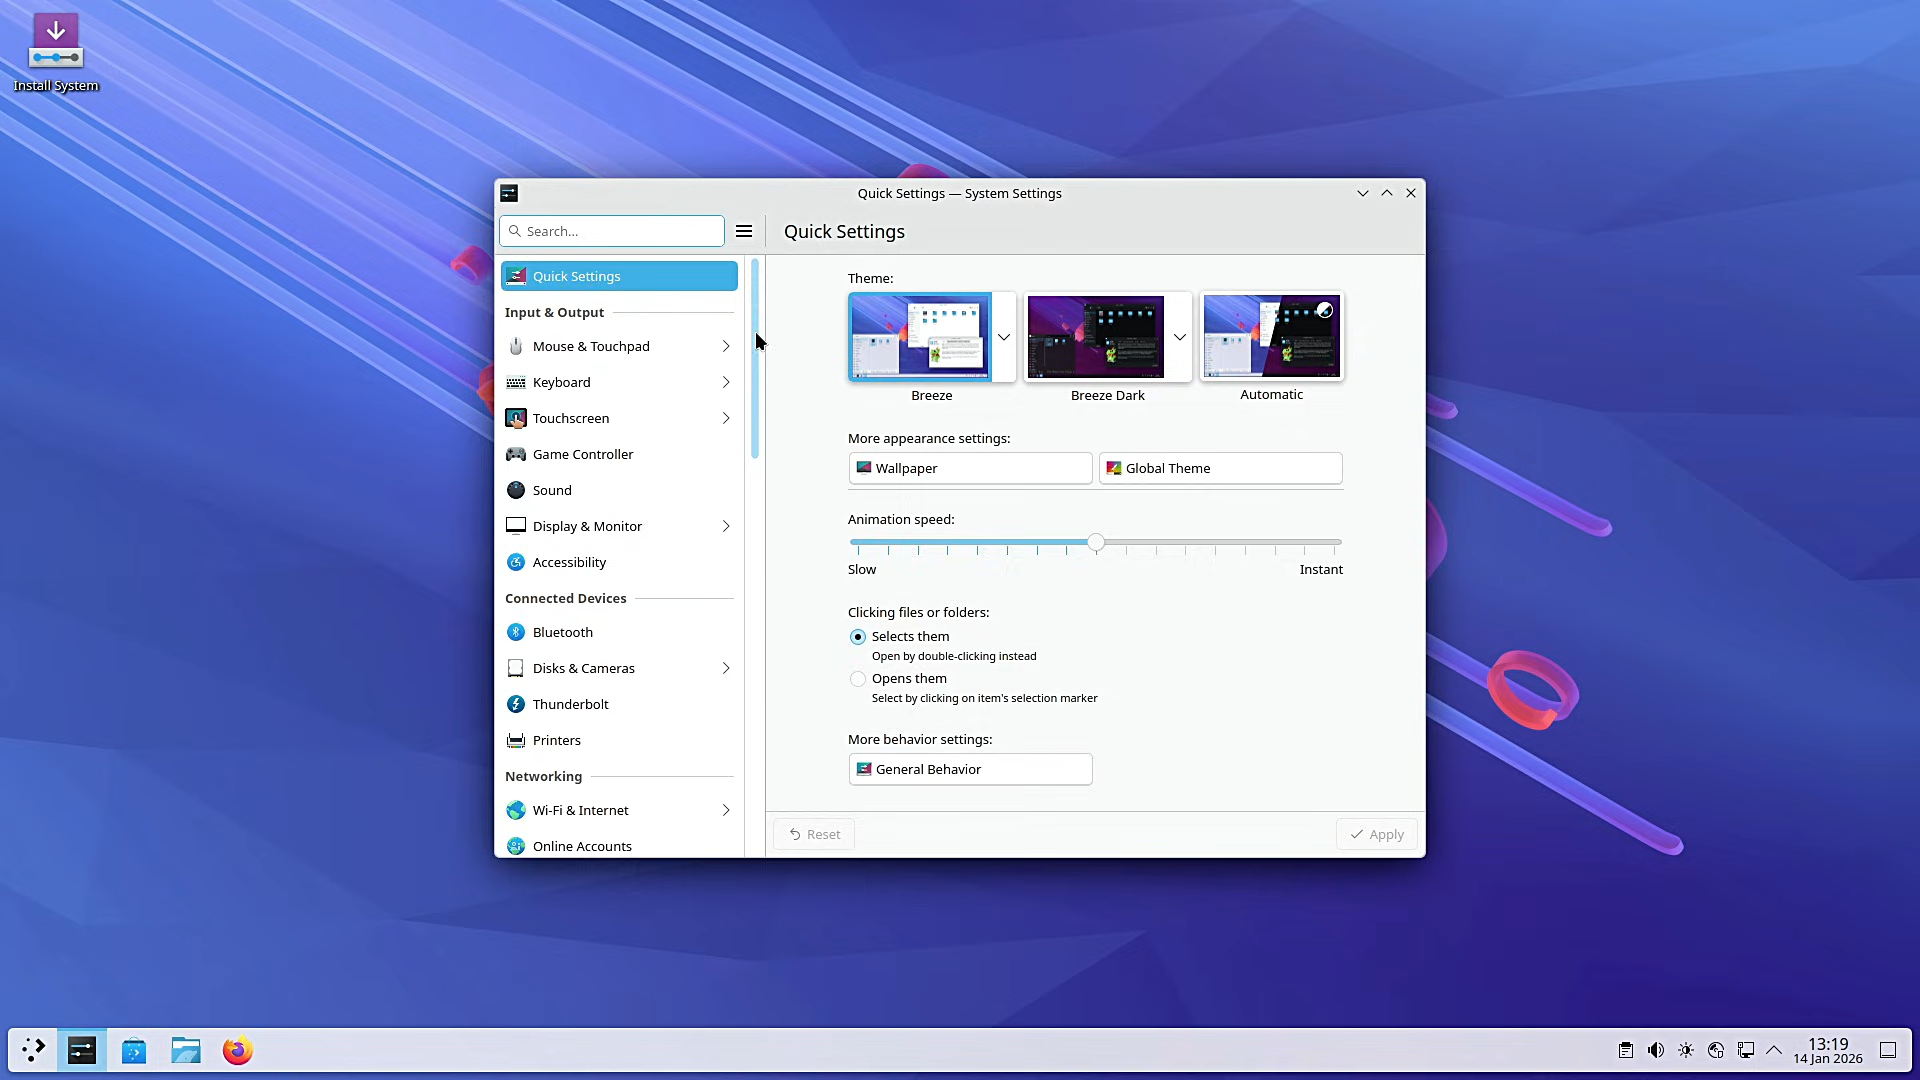 Install System
Quick Settings — System Settings
Search...
Quick Settings
Quick Settings
Input & Output
Mouse & Touchpad
Keyboard
Touchscreen
Game Controller
Sound
Display & Monitor
Accessibility
Connected Devices
Bluetooth
Disks & Cameras
Thunderbolt
Printers
Networking
Wi-Fi & Internet
Online Accounts
Theme:
Breeze
Breeze Dark
Automatic
More appearance settings:
Wallpaper
Global Theme
Animation speed:
Slow
Instant
Clicking files or folders:
Selects them
Open by double-clicking instead
Opens them
Select by clicking on item's selection marker
More behavior settings:
General Behavior
Reset
Apply
13:19
14 Jan 2026